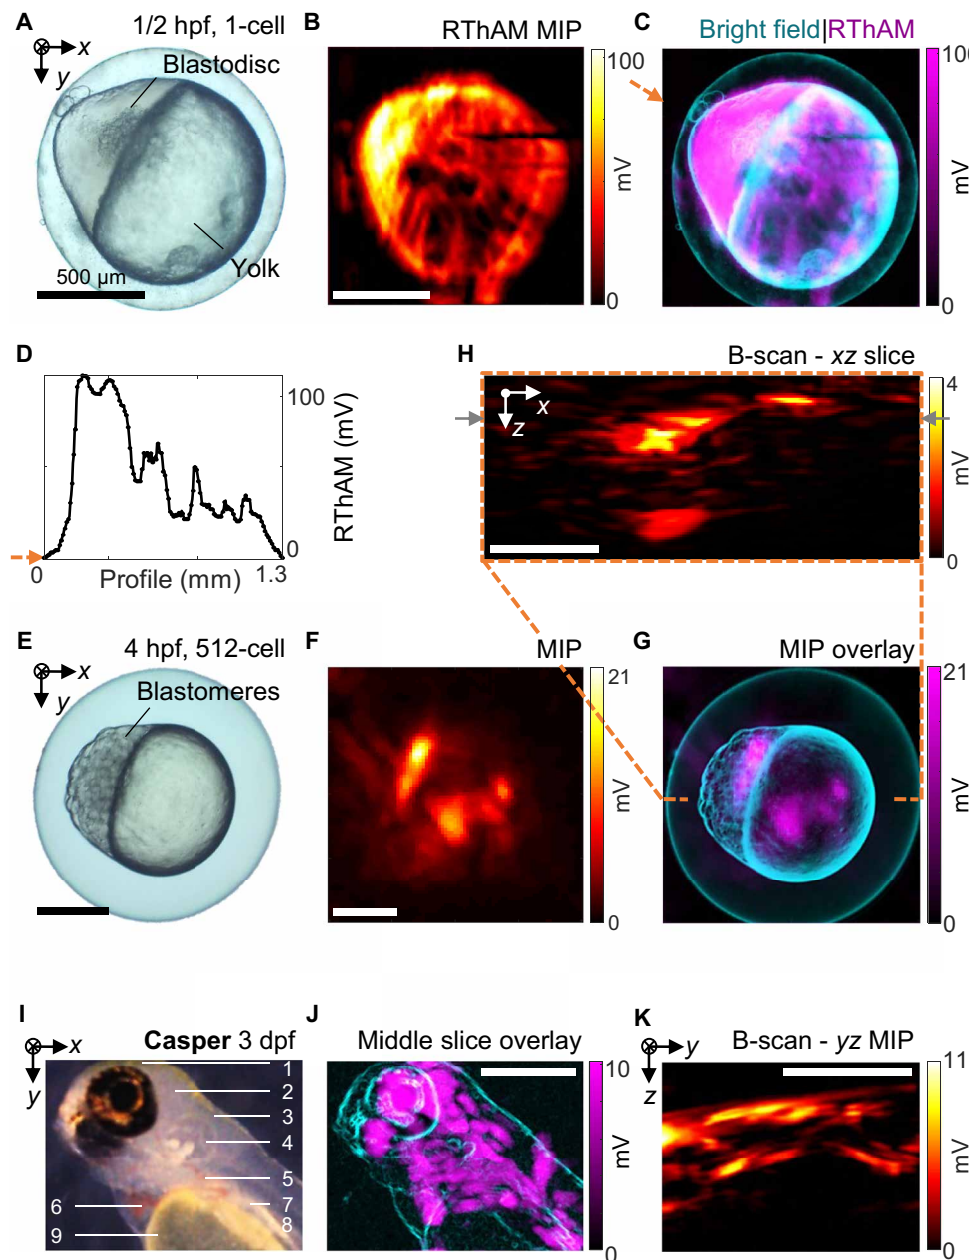 A
1/2 hpf, 1-cell
x
y
Blastodisc
Yolk
500 µm
B
RThAM MIP
100
mV
0
C
Bright field|RThAM
mV
0
D
100
RThAM (mV)
0
0
Profile (mm)
1.3
H
B-scan - xz slice
x
z
4
mV
0
E
4 hpf, 512-cell
x
y
Blastomeres
F
MIP
21
mV
0
G
MIP overlay
21
mV
0
I
Casper 3 dpf
x
y
1
2
3
4
5
6
7
8
9
J
Middle slice overlay
10
mV
0
K
B-scan - yz MIP
y
z
11
mV
0